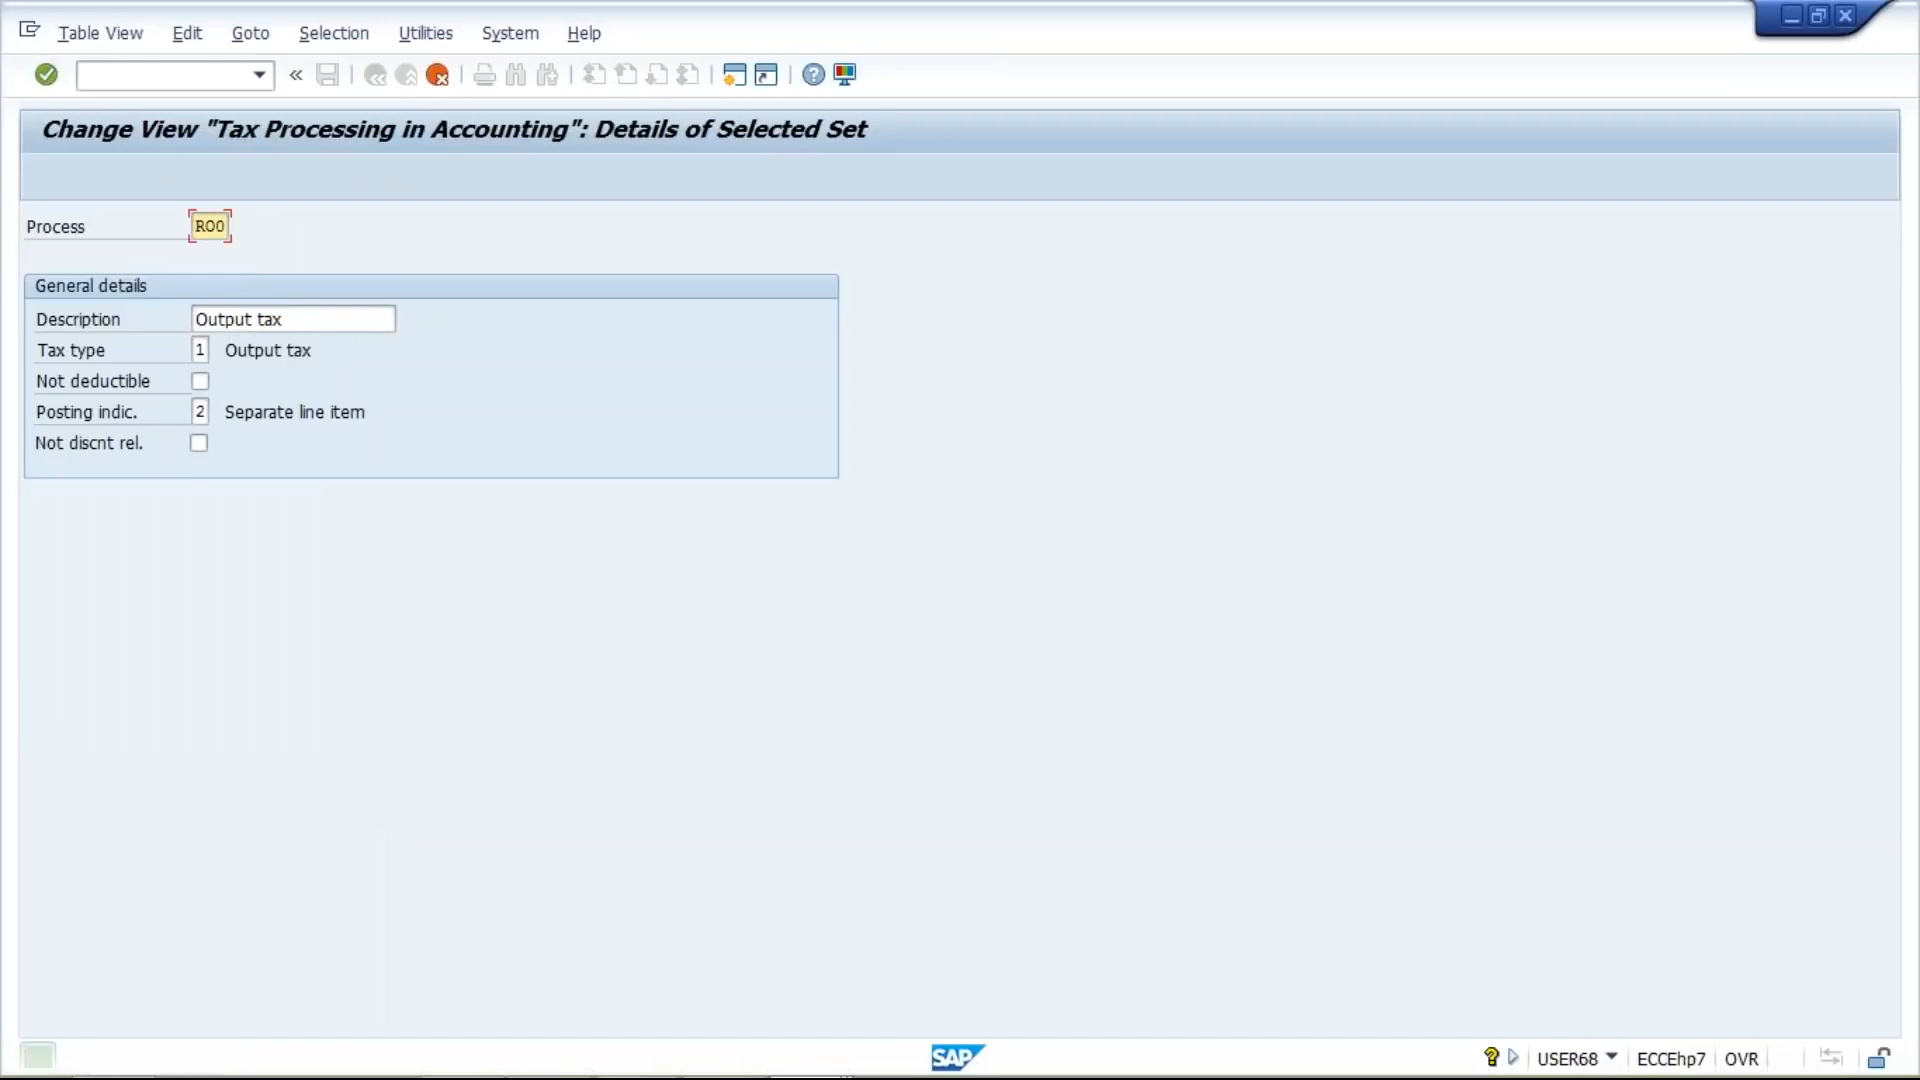 Table View Edit Goto Selection Utilities System Help
Change View "Tax Processing in Accounting": Details of Selected Set
Process RO0
General details
Description Output tax
Tax type 1 Output tax
Not deductible
Posting indic. 2 Separate line item
Not discnt rel.
SAP USER68 ECCEhp7 OVR